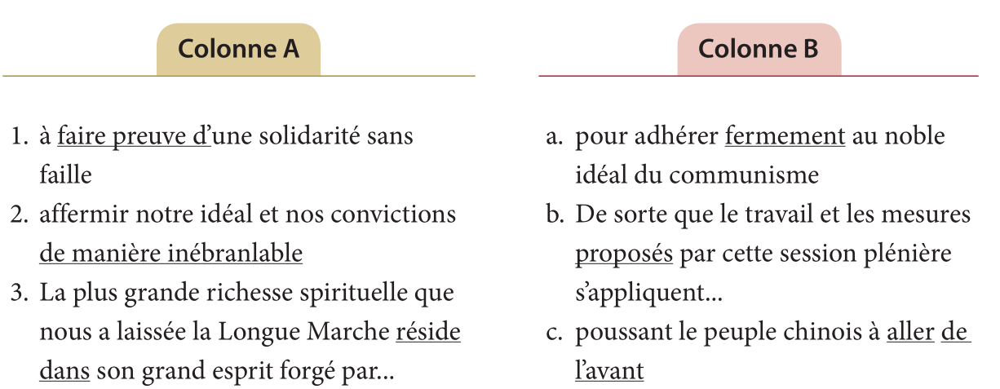 Colonne A
1. à faire preuve d’une solidarité sans
faille
2. affermir notre idéal et nos convictions
de manière inébranlable
3. La plus grande richesse spirituelle que
nous a laissée la Longue Marche réside
dans son grand esprit forgé par...
Colonne B
a. pour adhérer fermement au noble
idéal du communisme
b. De sorte que le travail et les mesures
proposés par cette session plénière
s’appliquent...
c. poussant le peuple chinois à aller de
l’avant